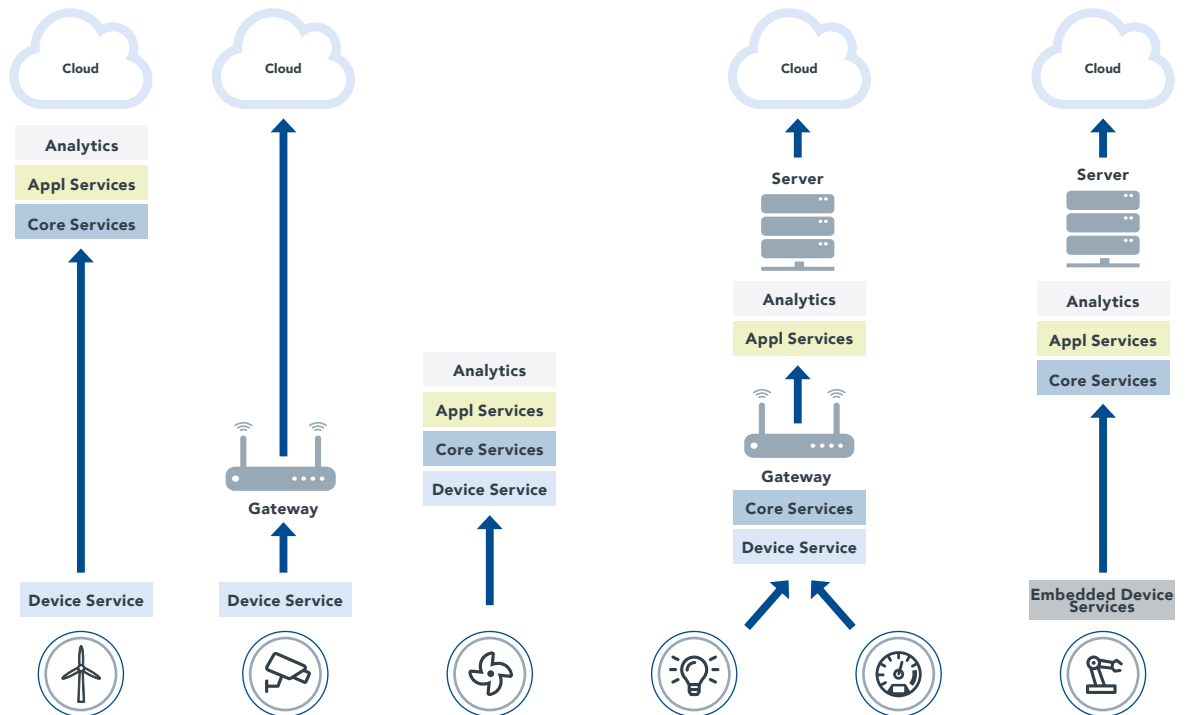 Cloud
Analytics
Appl Services
Core Services
Device Service
Cloud
Gateway
Device Service
Analytics
Appl Services
Core Services
Device Service
Cloud
Server
Analytics
Appl Services
Gateway
Core Services
Device Service
Cloud
Server
Analytics
Appl Services
Core Services
Embedded Device
Services